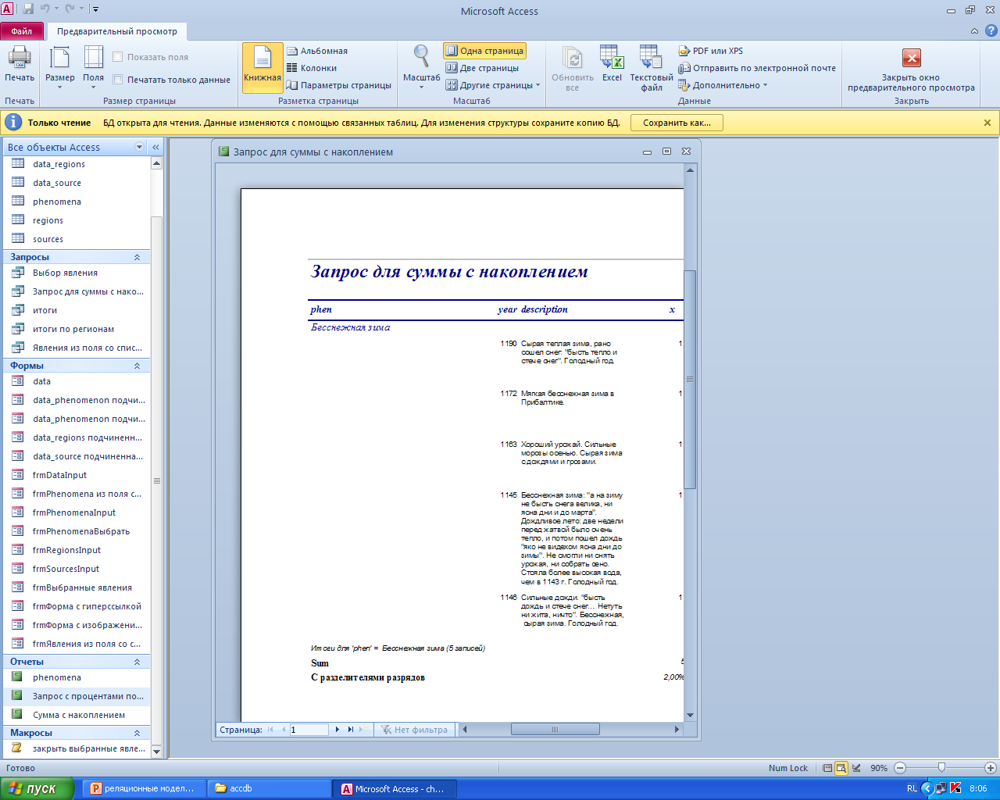 Microsoft Access
Файл
Предварительный просмотр
Печать
Размер
Поля
Показать поля
Печатать только данные
Книжная
Альбомная
Колонки
Параметры страницы
Масштаб
Одна страница
Две страницы
Другие страницы
Обновить все
Excel
Текстовый файл
PDF или XPS
Отправить по электронной почте
Дополнительно
Закрыть окно предварительного просмотра
Печать
Размер страницы
Разметка страницы
Масштаб
Данные
Закрыть
Только чтение БД открыта для чтения. Данные изменяются с помощью связанных таблиц. Для изменения структуры сохраните копию БД. Сохранить как...
Все объекты Access
data_regions
data_source
phenomena
regions
sources
Запросы
Выбор явления
Запрос для суммы с нако...
итоги
итоги по регионам
Явления из поля со спис...
Формы
data
data_phenomenon подчи...
data_phenomenon подчи...
data_regions подчиненн...
data_source подчиненна...
frmDataInput
frmPhenomena из поля с...
frmPhenomenaInput
frmPhenomenaВыбрать
frmRegionsInput
frmSourcesInput
frmВыбранные явления
frmФорма с гиперссылкой
frmФорма с изображени...
frmЯвления из поля со с...
Отчеты
phenomena
Запрос с процентами по...
Сумма с накоплением
Макросы
закрыть выбранные явле...
Запрос для суммы с накоплением
Запрос для суммы с накоплением
phen year description x
Бесснежная зима
1190 Сырая теплая зима, рано 1
сошел снег: "бысть тепло и
стече снег". Голодный год.
1172 Мягкая бесснежная зима в 1
Прибалтике.
1163 Хороший урожай. Сильные 1
морозы осенью. Сырая зима
с дождями и грозами.
1145 Бесснежная зима: "а на зиму 1
не бысть снега велика, ни
ясна дни и до марта".
Дождливое лето: две недели
перед жатвой было очень
тепло, и потом пошел дождь
"яко не видехом ясна дни до
зимы". Не смогли ни снять
урожая, ни собрать сено.
Стояла более высокая вода,
чем в 1143 г. Голодный год.
1146 Сильные дожди. "бысть 1
дождь и стече снег... Нетуть
ни жита, ничто". Бесснежная,
сырая зима. Голодный год.
Итоги для 'phen' = Бесснежная зима (5 записей)
Sum 5
С разделителями разрядов 2,00%
Страница: 1 Нет фильтра
Готово
Num Lock 90%
пуск
реляционные модел...
accdb
Microsoft Access - ch...
RL 8:06